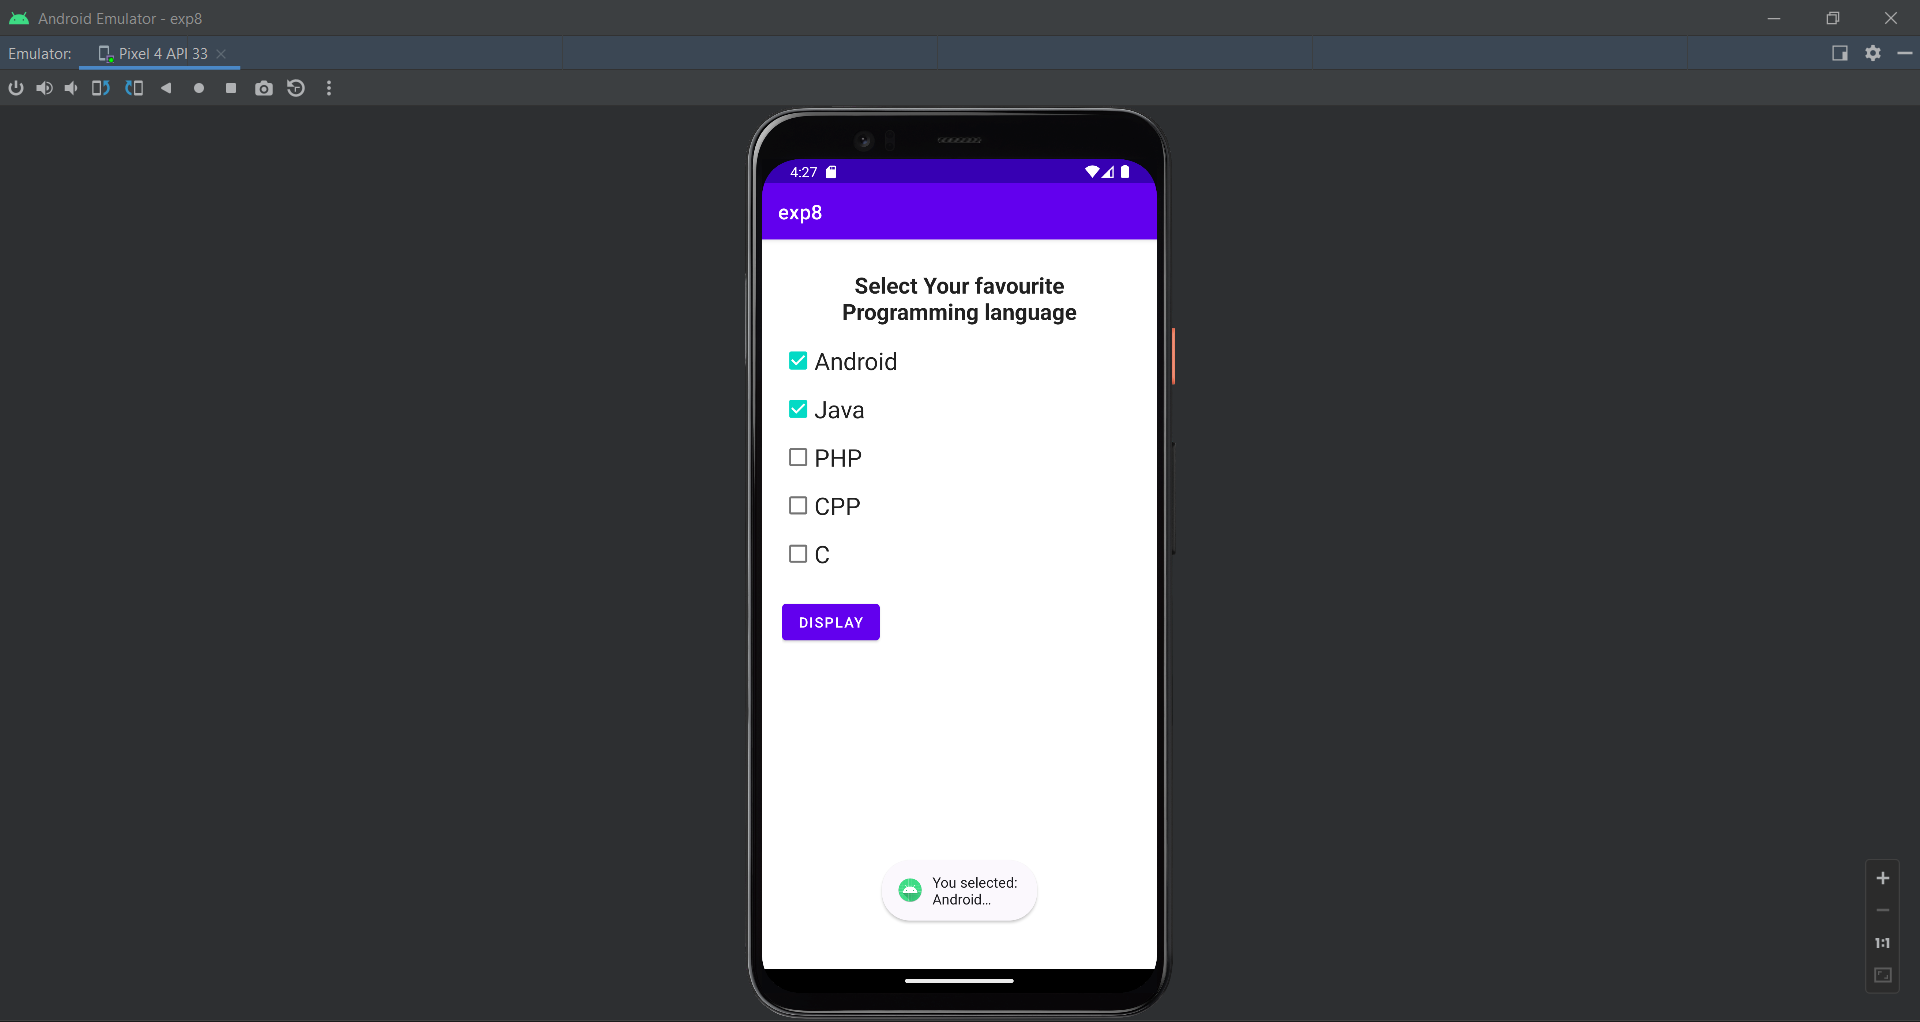 Android Emulator - exp8
Emulator: Pixel 4 API 33
4:27
exp8
Select Your favourite
Programming language
Android
Java
PHP
CPP
C
DISPLAY
You selected:
Android...
1:1